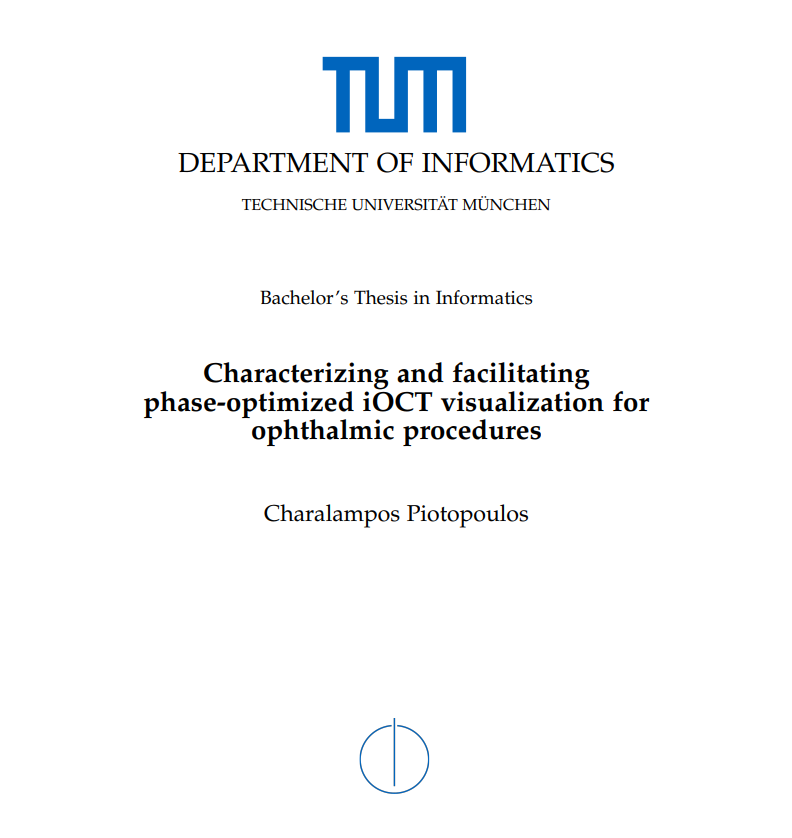 TUM
DEPARTMENT OF INFORMATICS
TECHNISCHE UNIVERSITÄT MÜNCHEN
Bachelor's Thesis in Informatics
Characterizing and facilitating
phase-optimized iOCT visualization for
ophthalmic procedures
Charalampos Piotopoulos